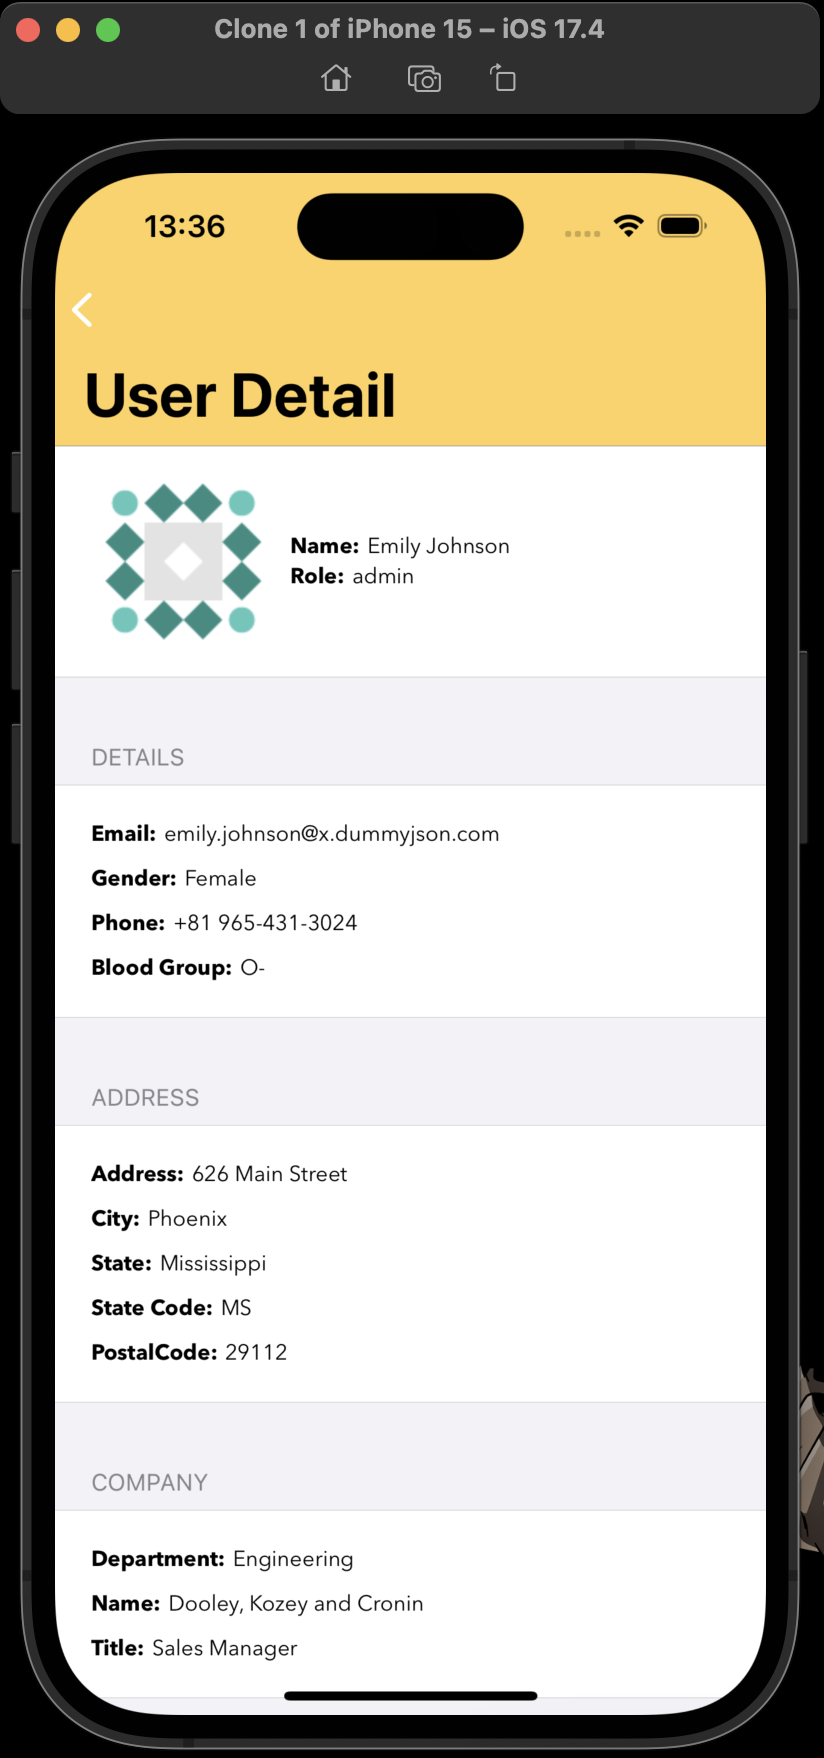 Clone 1 of iPhone 15 – iOS 17.4
13:36
User Detail
Name: Emily Johnson
Role: admin
DETAILS
Email: emily.johnson@x.dummyjson.com
Gender: Female
Phone: +81 965-431-3024
Blood Group: O-
ADDRESS
Address: 626 Main Street
City: Phoenix
State: Mississippi
State Code: MS
PostalCode: 29112
COMPANY
Department: Engineering
Name: Dooley, Kozey and Cronin
Title: Sales Manager